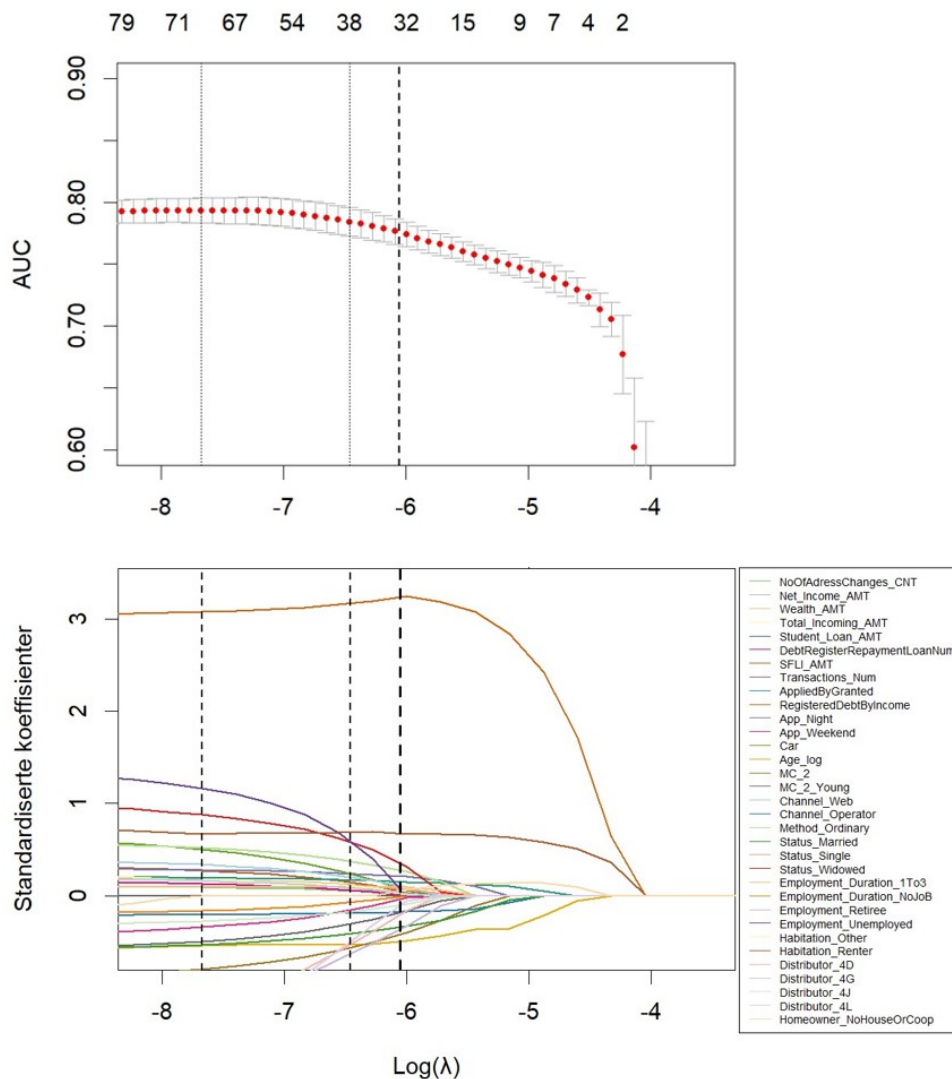 79 71 67 54 38 32 15 9 7 4 2
0.90
0.80
AUC
0.70
0.60
-8 -7 -6 -5 -4
3
2
Standardiserte koeffisienter
1
0
-8 -7 -6 -5 -4
Log(λ)
NoOfAdressChanges_CNT
Net_Income_AMT
Wealth_AMT
Total_Incoming_AMT
Student_Loan_AMT
DebtRegisterRepaymentLoanNum
SFLI_AMT
Transactions_Num
AppliedByGranted
RegisteredDebtByIncome
App_Night
App_Weekend
Car
Age_log
MC_2
MC_2_Young
Channel_Web
Channel_Operator
Method_Ordinary
Status_Married
Status_Single
Status_Widowed
Employment_Duration_1To3
Employment_Duration_NoJoB
Employment_Retiree
Employment_Unemployed
Habitation_Other
Habitation_Renter
Distributor_4D
Distributor_4G
Distributor_4J
Distributor_4L
Homeowner_NoHouseOrCoop